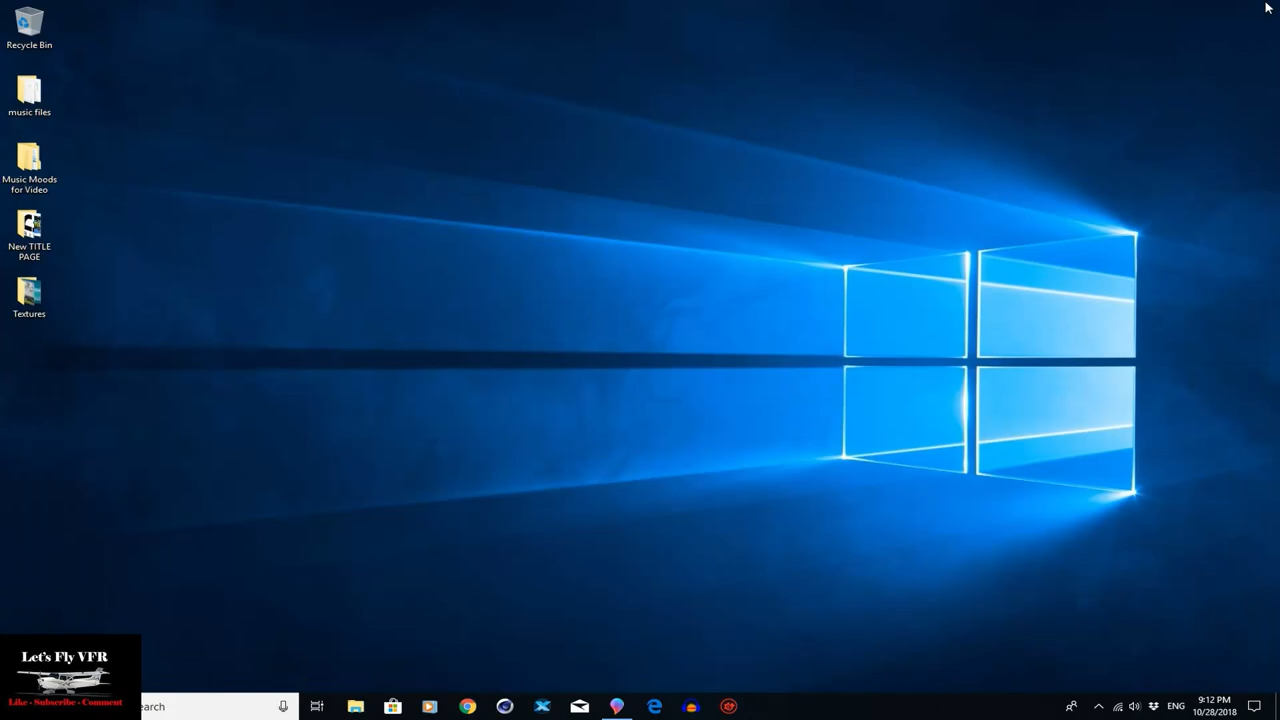 Recycle Bin
music files
Music Moods
for Video
New TITLE
PAGE
Textures
Let's Fly VFR
Like - Subscribe - Comment
earch
ENG
9:12 PM
10/28/2018